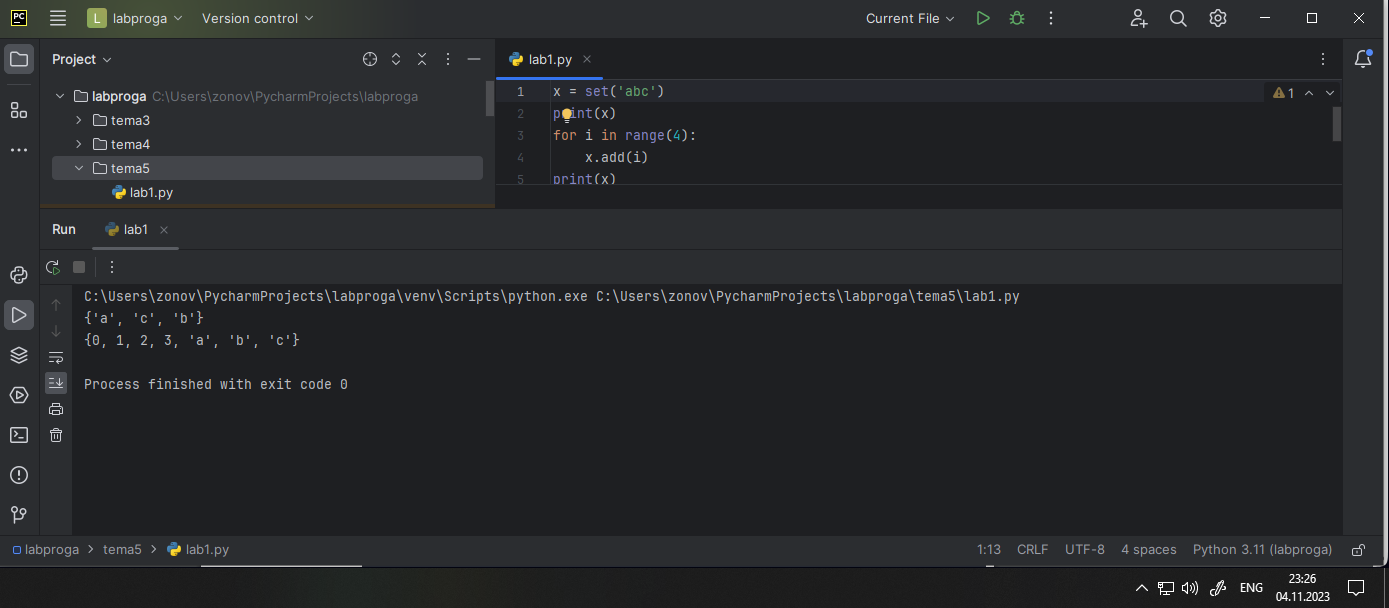 PC L labproga Version control Current File
Project
lab1.py
labproga C:\Users\zonov\PycharmProjects\labproga
tema3
tema4
tema5
lab1.py
1 x = set('abc')
1
2 print(x)
3 for i in range(4):
4 x.add(i)
5 print(x)
Run lab1
C:\Users\zonov\PycharmProjects\labproga\venv\Scripts\python.exe C:\Users\zonov\PycharmProjects\labproga\tema5\lab1.py
{'a', 'c', 'b'}
{0, 1, 2, 3, 'a', 'b', 'c'}
Process finished with exit code 0
labproga > tema5 > lab1.py
1:13 CRLF UTF-8 4 spaces Python 3.11 (labproga)
ENG
23:26
04.11.2023